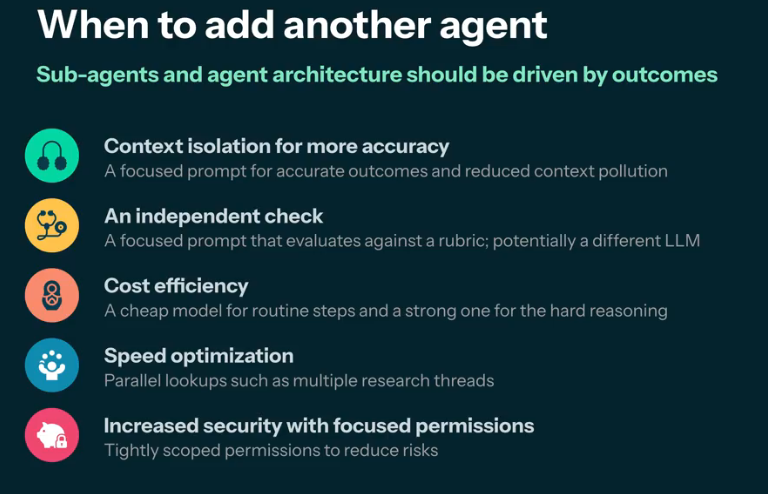 When to add another agent
Sub-agents and agent architecture should be driven by outcomes
Context isolation for more accuracy
A focused prompt for accurate outcomes and reduced context pollution
An independent check
A focused prompt that evaluates against a rubric; potentially a different LLM
Cost efficiency
A cheap model for routine steps and a strong one for the hard reasoning
Speed optimization
Parallel lookups such as multiple research threads
Increased security with focused permissions
Tightly scoped permissions to reduce risks